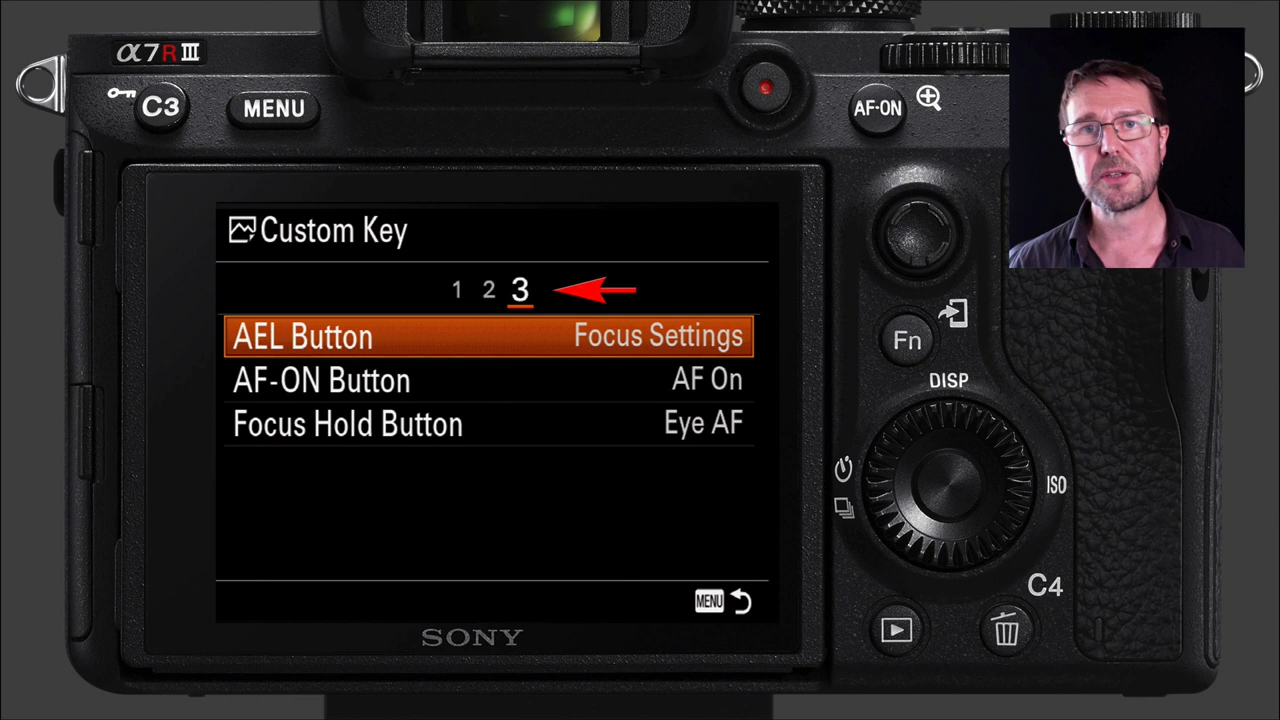 α7RIII
C3
MENU
AF-ON
Custom Key
1 2 3
AEL Button Focus Settings
AF-ON Button AF On
Focus Hold Button Eye AF
MENU
SONY
Fn
DISP
ISO
C4